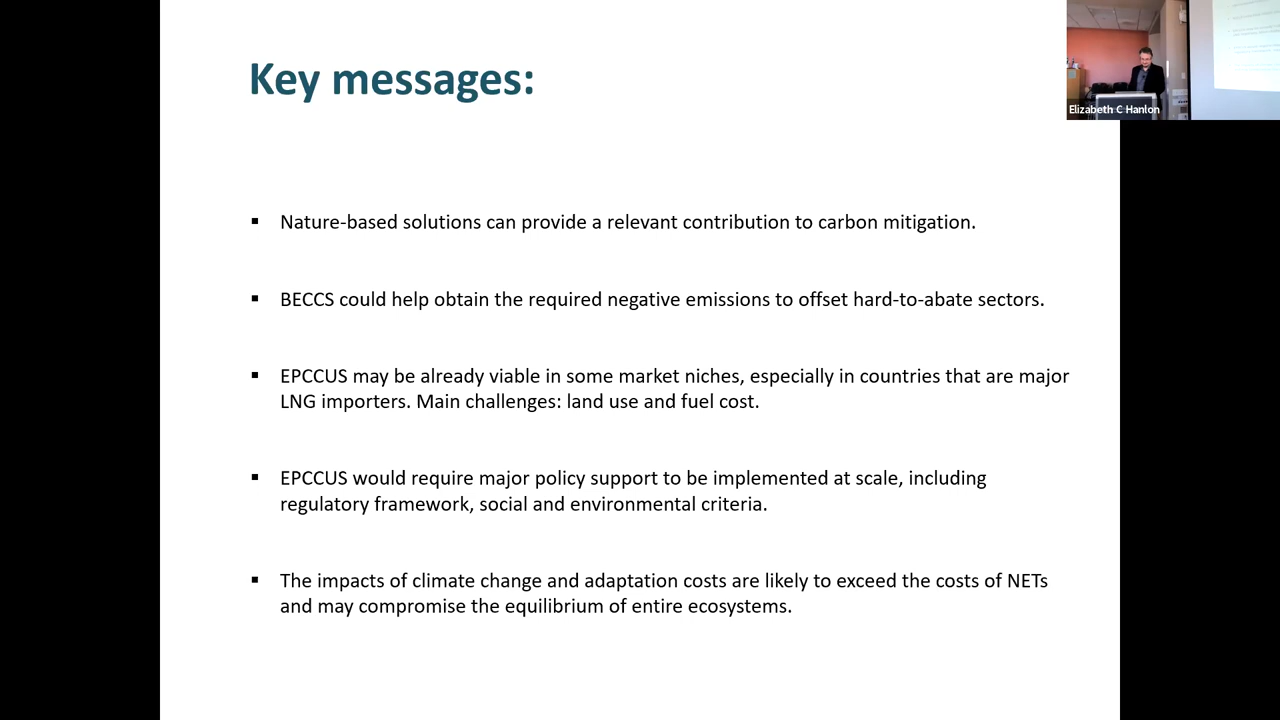 Key messages:
Elizabeth C Hanlon
▪ Nature-based solutions can provide a relevant contribution to carbon mitigation.
▪ BECCS could help obtain the required negative emissions to offset hard-to-abate sectors.
▪ EPCCUS may be already viable in some market niches, especially in countries that are major
LNG importers. Main challenges: land use and fuel cost.
▪ EPCCUS would require major policy support to be implemented at scale, including
regulatory framework, social and environmental criteria.
▪ The impacts of climate change and adaptation costs are likely to exceed the costs of NETs
and may compromise the equilibrium of entire ecosystems.